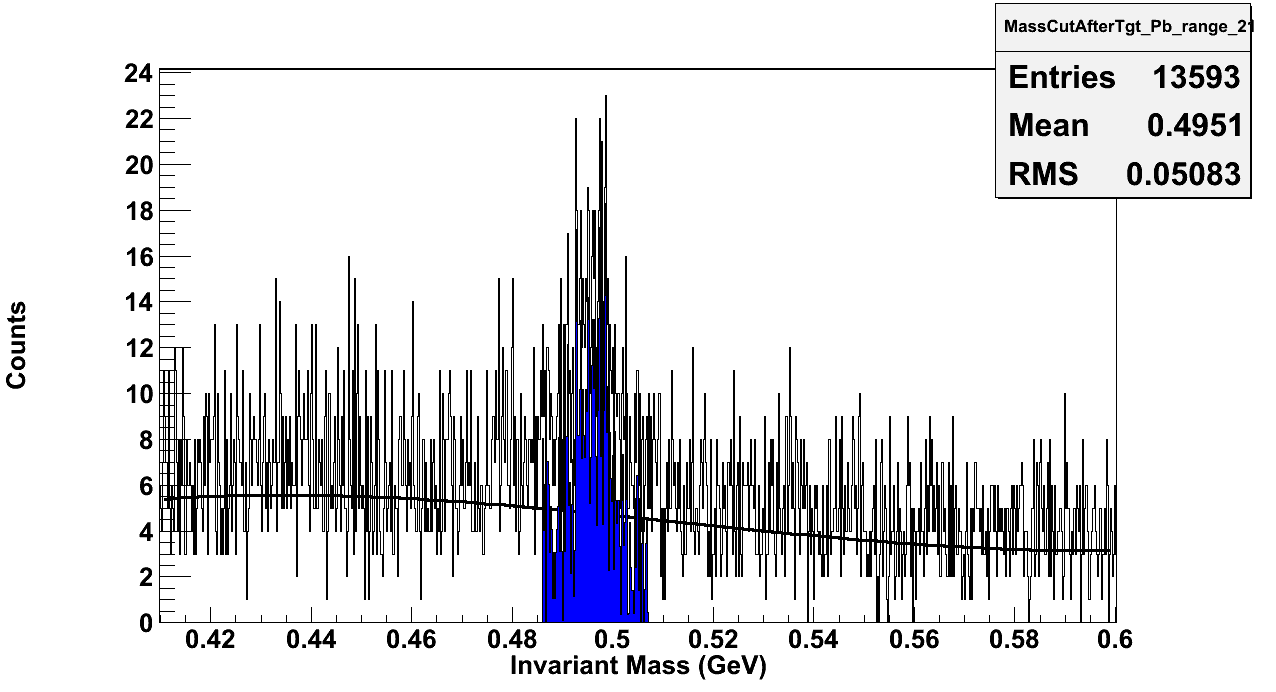 MassCutAfterTgt_Pb_range_21
Entries 13593
Mean 0.4951
RMS 0.05083
24
22
20
18
16
14
12
10
8
6
4
2
0
Counts
0.42 0.44 0.46 0.48 0.5 0.52 0.54 0.56 0.58 0.6
Invariant Mass (GeV)